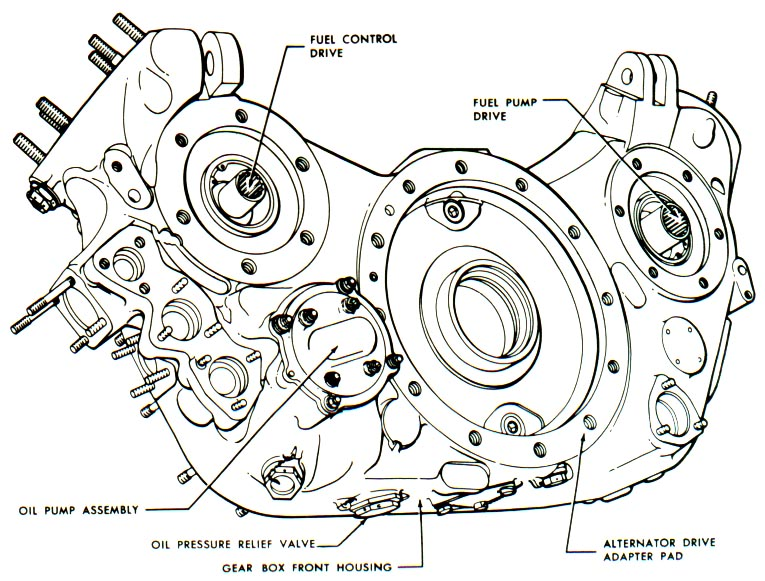 FUEL CONTROL
DRIVE
FUEL PUMP
DRIVE
OIL PUMP ASSEMBLY
OIL PRESSURE RELIEF VALVE
GEAR BOX FRONT HOUSING
ALTERNATOR DRIVE
ADAPTER PAD